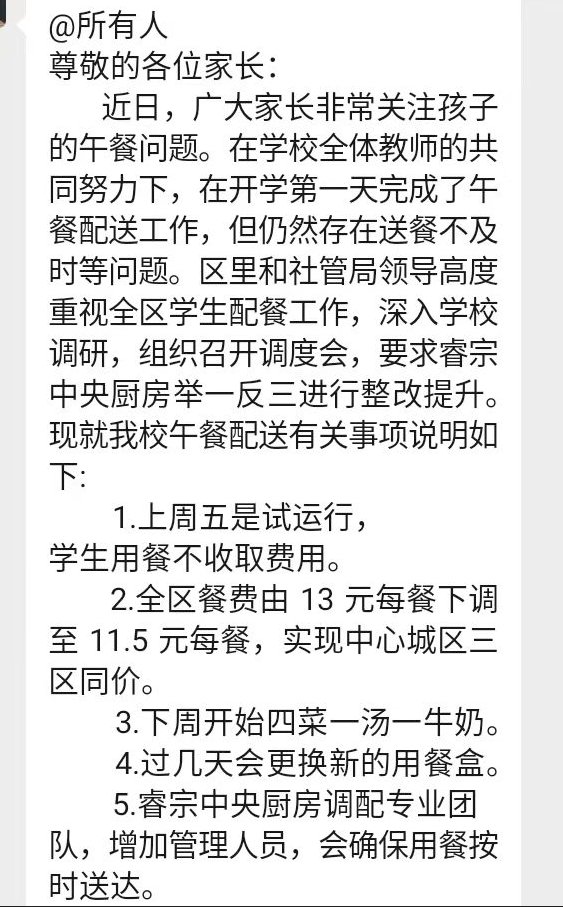 @所有人
尊敬的各位家长：
近日，广大家长非常关注孩子
的午餐问题。在学校全体教师的共
同努力下，在开学第一天完成了午
餐配送工作，但仍然存在送餐不及
时等问题。区里和社管局领导高度
重视全区学生配餐工作，深入学校
调研，组织召开调度会，要求睿宗
中央厨房举一反三进行整改提升。
现就我校午餐配送有关事项说明如
下:
1.上周五是试运行，
学生用餐不收取费用。
2.全区餐费由 13 元每餐下调
至 11.5 元每餐，实现中心城区三
区同价。
3.下周开始四菜一汤一牛奶。
4.过几天会更换新的用餐盒。
5.睿宗中央厨房调配专业团
队，增加管理人员，会确保用餐按
时送达。